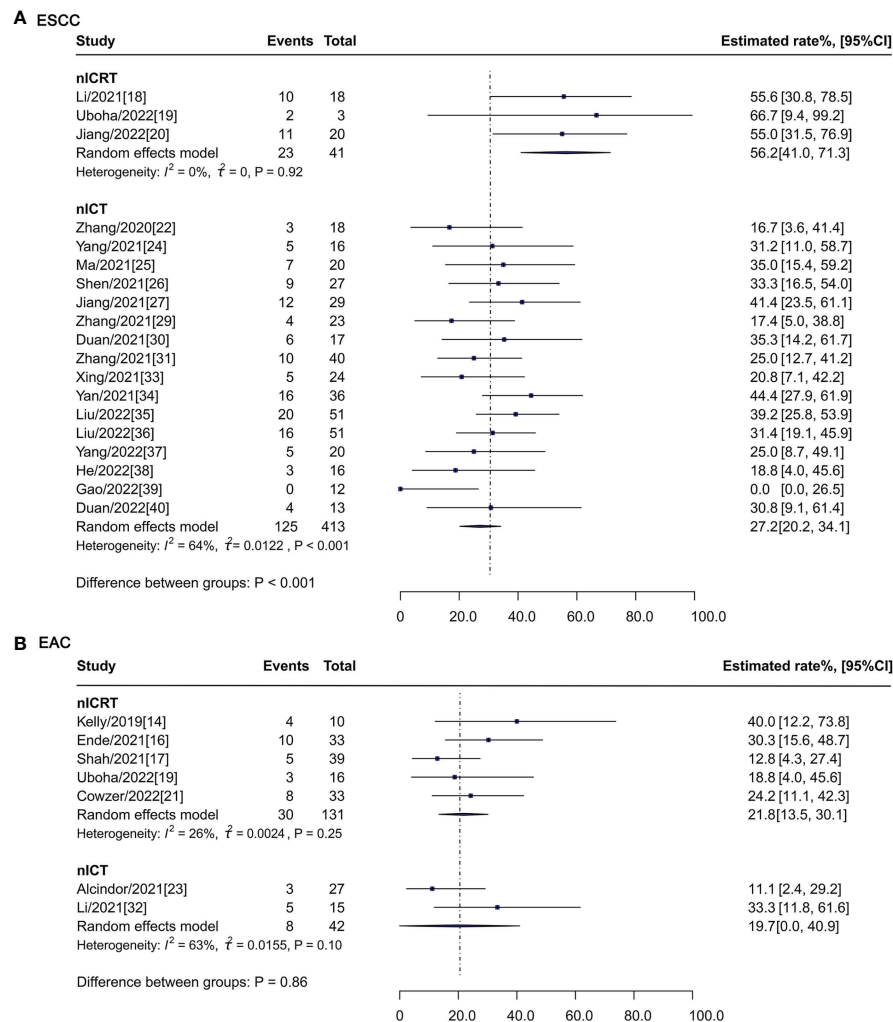 A ESCC
Study Events Total Estimated rate%, [95%CI]
nICRT
Li/2021[18] 10 18 55.6 [30.8, 78.5]
Uboha/2022[19] 2 3 66.7 [9.4, 99.2]
Jiang/2022[20] 11 20 55.0 [31.5, 76.9]
Random effects model 23 41 56.2[41.0, 71.3]
Heterogeneity: I² = 0%, τ² = 0, P = 0.92
nICT
Zhang/2020[22] 3 18 16.7 [3.6, 41.4]
Yang/2021[24] 5 16 31.2 [11.0, 58.7]
Ma/2021[25] 7 20 35.0 [15.4, 59.2]
Shen/2021[26] 9 27 33.3 [16.5, 54.0]
Jiang/2021[27] 12 29 41.4 [23.5, 61.1]
Zhang/2021[29] 4 23 17.4 [5.0, 38.8]
Duan/2021[30] 6 17 35.3 [14.2, 61.7]
Zhang/2021[31] 10 40 25.0 [12.7, 41.2]
Xing/2021[33] 5 24 20.8 [7.1, 42.2]
Yan/2021[34] 16 36 44.4 [27.9, 61.9]
Liu/2022[35] 20 51 39.2 [25.8, 53.9]
Liu/2022[36] 16 51 31.4 [19.1, 45.9]
Yang/2022[37] 5 20 25.0 [8.7, 49.1]
He/2022[38] 3 16 18.8 [4.0, 45.6]
Gao/2022[39] 0 12 0.0 [0.0, 26.5]
Duan/2022[40] 4 13 30.8 [9.1, 61.4]
Random effects model 125 413 27.2[20.2, 34.1]
Heterogeneity: I² = 64%, τ²= 0.0122 , P < 0.001
Difference between groups: P < 0.001
0 20.0 40.0 60.0 80.0 100.0
B EAC
Study Events Total Estimated rate%, [95%CI]
nICRT
Kelly/2019[14] 4 10 40.0 [12.2, 73.8]
Ende/2021[16] 10 33 30.3 [15.6, 48.7]
Shah/2021[17] 5 39 12.8 [4.3, 27.4]
Uboha/2022[19] 3 16 18.8 [4.0, 45.6]
Cowzer/2022[21] 8 33 24.2 [11.1, 42.3]
Random effects model 30 131 21.8[13.5, 30.1]
Heterogeneity: I² = 26%, τ² = 0.0024 , P = 0.25
nICT
Alcindor/2021[23] 3 27 11.1 [2.4, 29.2]
Li/2021[32] 5 15 33.3 [11.8, 61.6]
Random effects model 8 42 19.7[0.0, 40.9]
Heterogeneity: I² = 63%, τ² = 0.0155, P = 0.10
Difference between groups: P = 0.86
0 20.0 40.0 60.0 80.0 100.0